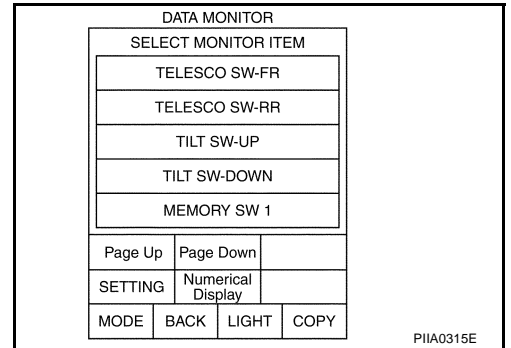 DATA MONITOR
SELECT MONITOR ITEM
TELESCO SW-FR
TELESCO SW-RR
TILT SW-UP
TILT SW-DOWN
MEMORY SW 1
Page Up Page Down
SETTING Numerical Display
MODE BACK LIGHT COPY
PIIA0315E